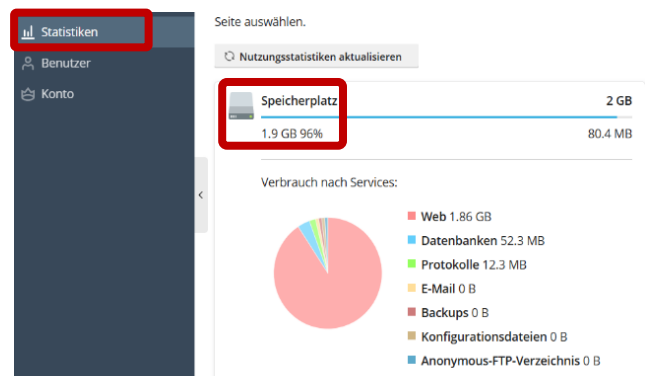 Statistiken
Benutzer
Konto
Seite auswählen.
Nutzungsstatistiken aktualisieren
Speicherplatz 2 GB
1.9 GB 96% 80.4 MB
Verbrauch nach Services:
Web 1.86 GB
Datenbanken 52.3 MB
Protokolle 12.3 MB
E-Mail 0 B
Backups 0 B
Konfigurationsdateien 0 B
Anonymous-FTP-Verzeichnis 0 B